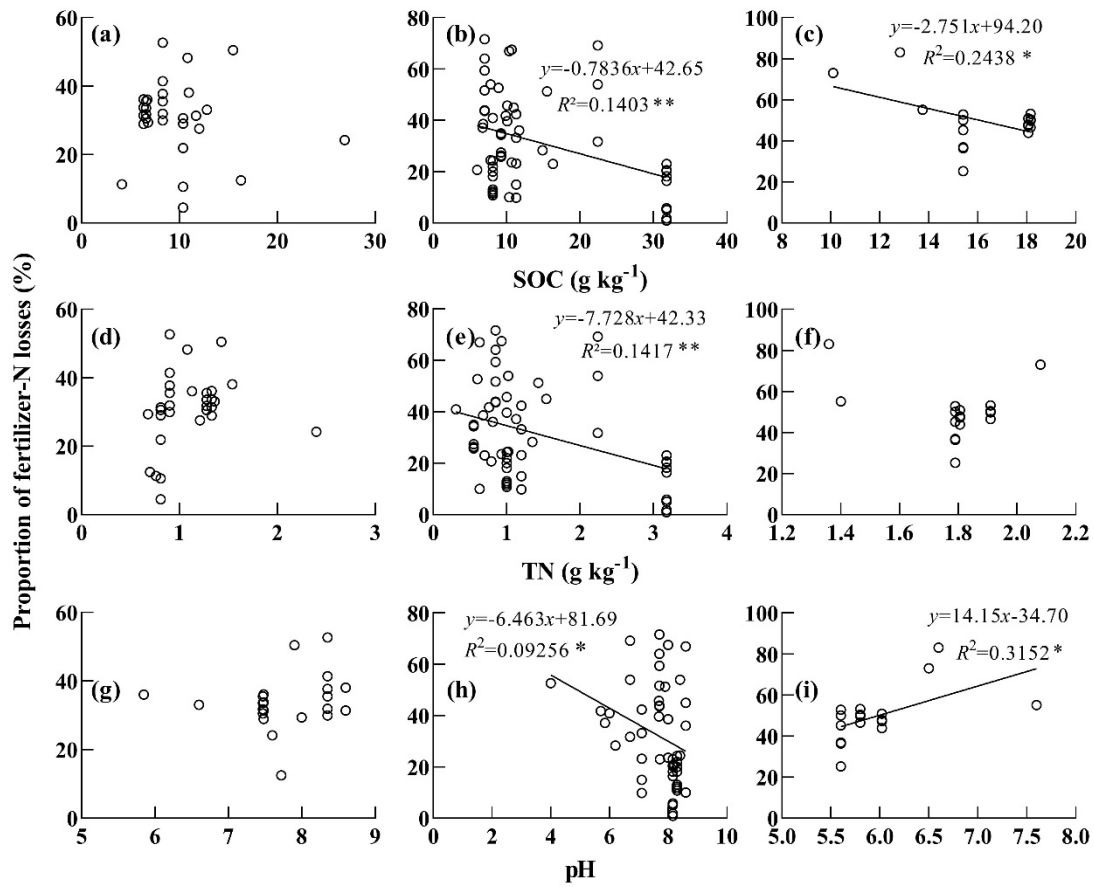 Proportion of fertilizer-N losses (%)
(a)
60
40
20
0
0 10 20 30
(b)
y=-0.7836x+42.65
R²=0.1403 **
80
60
40
20
0
0 10 20 30 40
(c)
y=-2.751x+94.20
R²=0.2438 *
100
80
60
40
20
0
8 10 12 14 16 18 20
SOC (g kg⁻¹)
(d)
60
40
20
0
0 1 2 3
(e)
y=-7.728x+42.33
R²=0.1417 **
80
60
40
20
0
0 1 2 3 4
(f)
100
80
60
40
20
0
1.2 1.4 1.6 1.8 2.0 2.2
TN (g kg⁻¹)
(g)
60
40
20
0
5 6 7 8 9
y=-6.463x+81.69
R²=0.09256 *
(h)
80
60
40
20
0
0 2 4 6 8 10
y=14.15x-34.70
R²=0.3152 *
(i)
100
80
60
40
20
0
5.0 5.5 6.0 6.5 7.0 7.5 8.0
pH